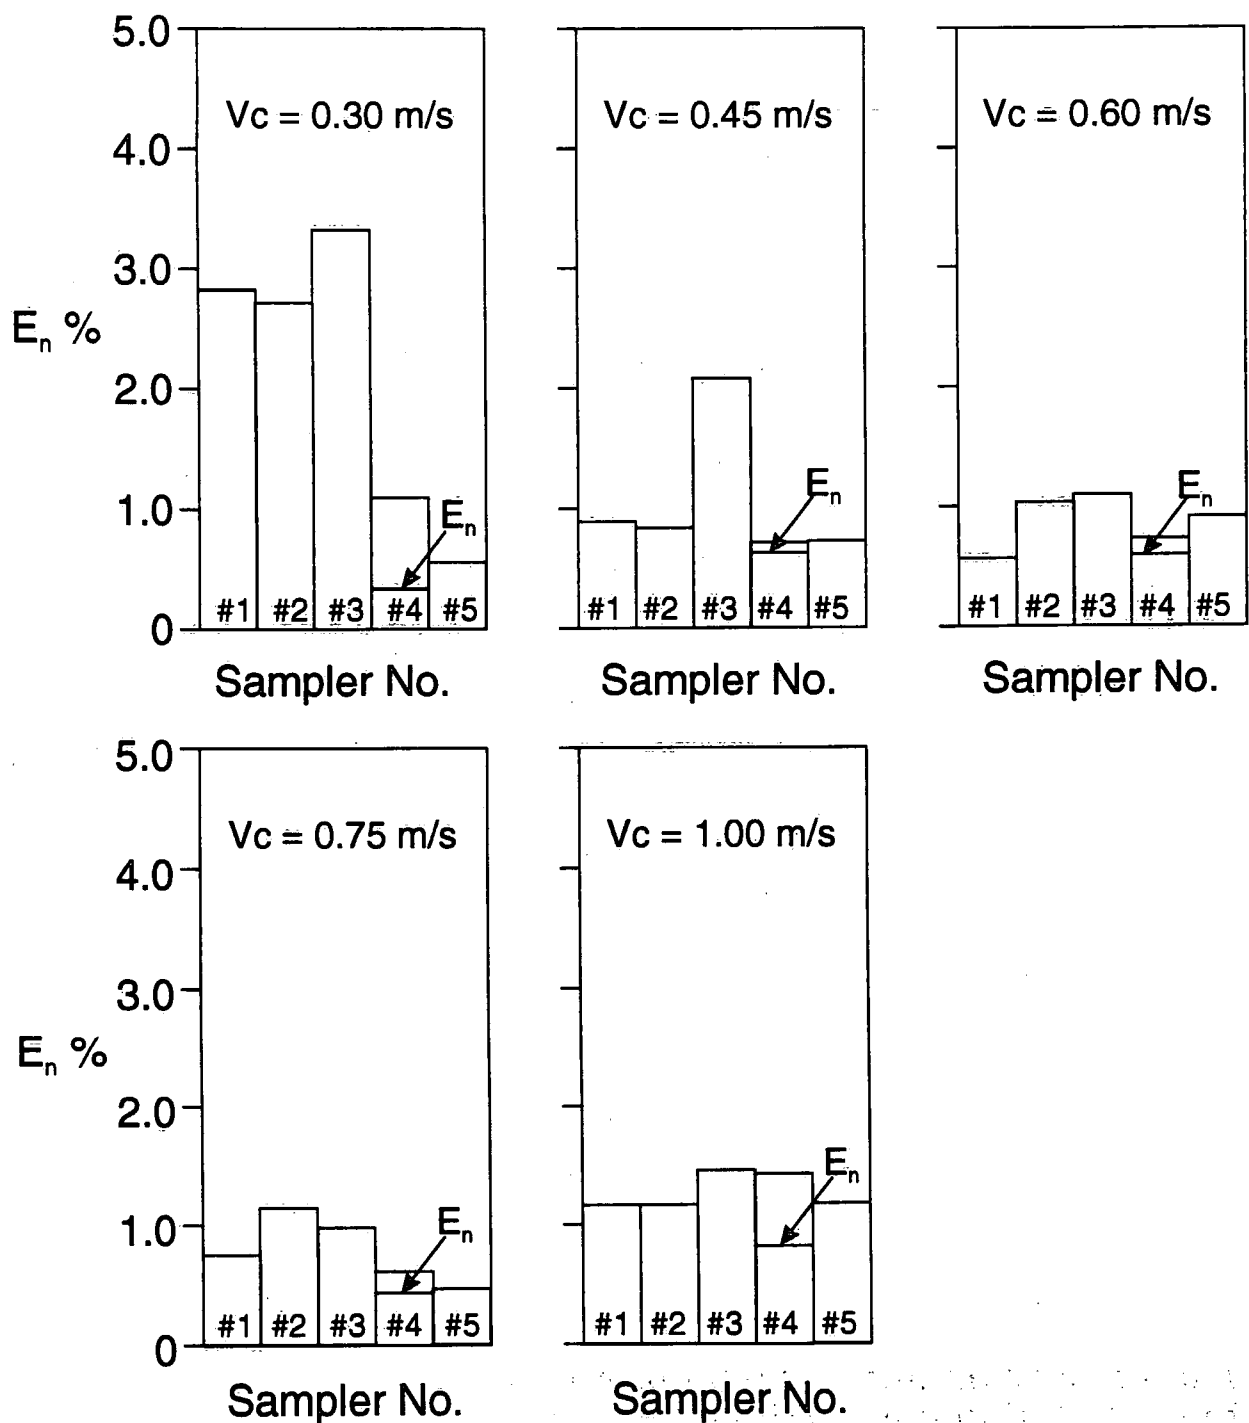 5.0
4.0
3.0
2.0
1.0
0
En %
Vc = 0.30 m/s
En
#1 #2 #3 #4 #5
Sampler No.
Vc = 0.45 m/s
En
#1 #2 #3 #4 #5
Sampler No.
Vc = 0.60 m/s
En
#1 #2 #3 #4 #5
Sampler No.
5.0
4.0
3.0
2.0
1.0
0
En %
Vc = 0.75 m/s
En
#1 #2 #3 #4 #5
Sampler No.
Vc = 1.00 m/s
En
#1 #2 #3 #4 #5
Sampler No.